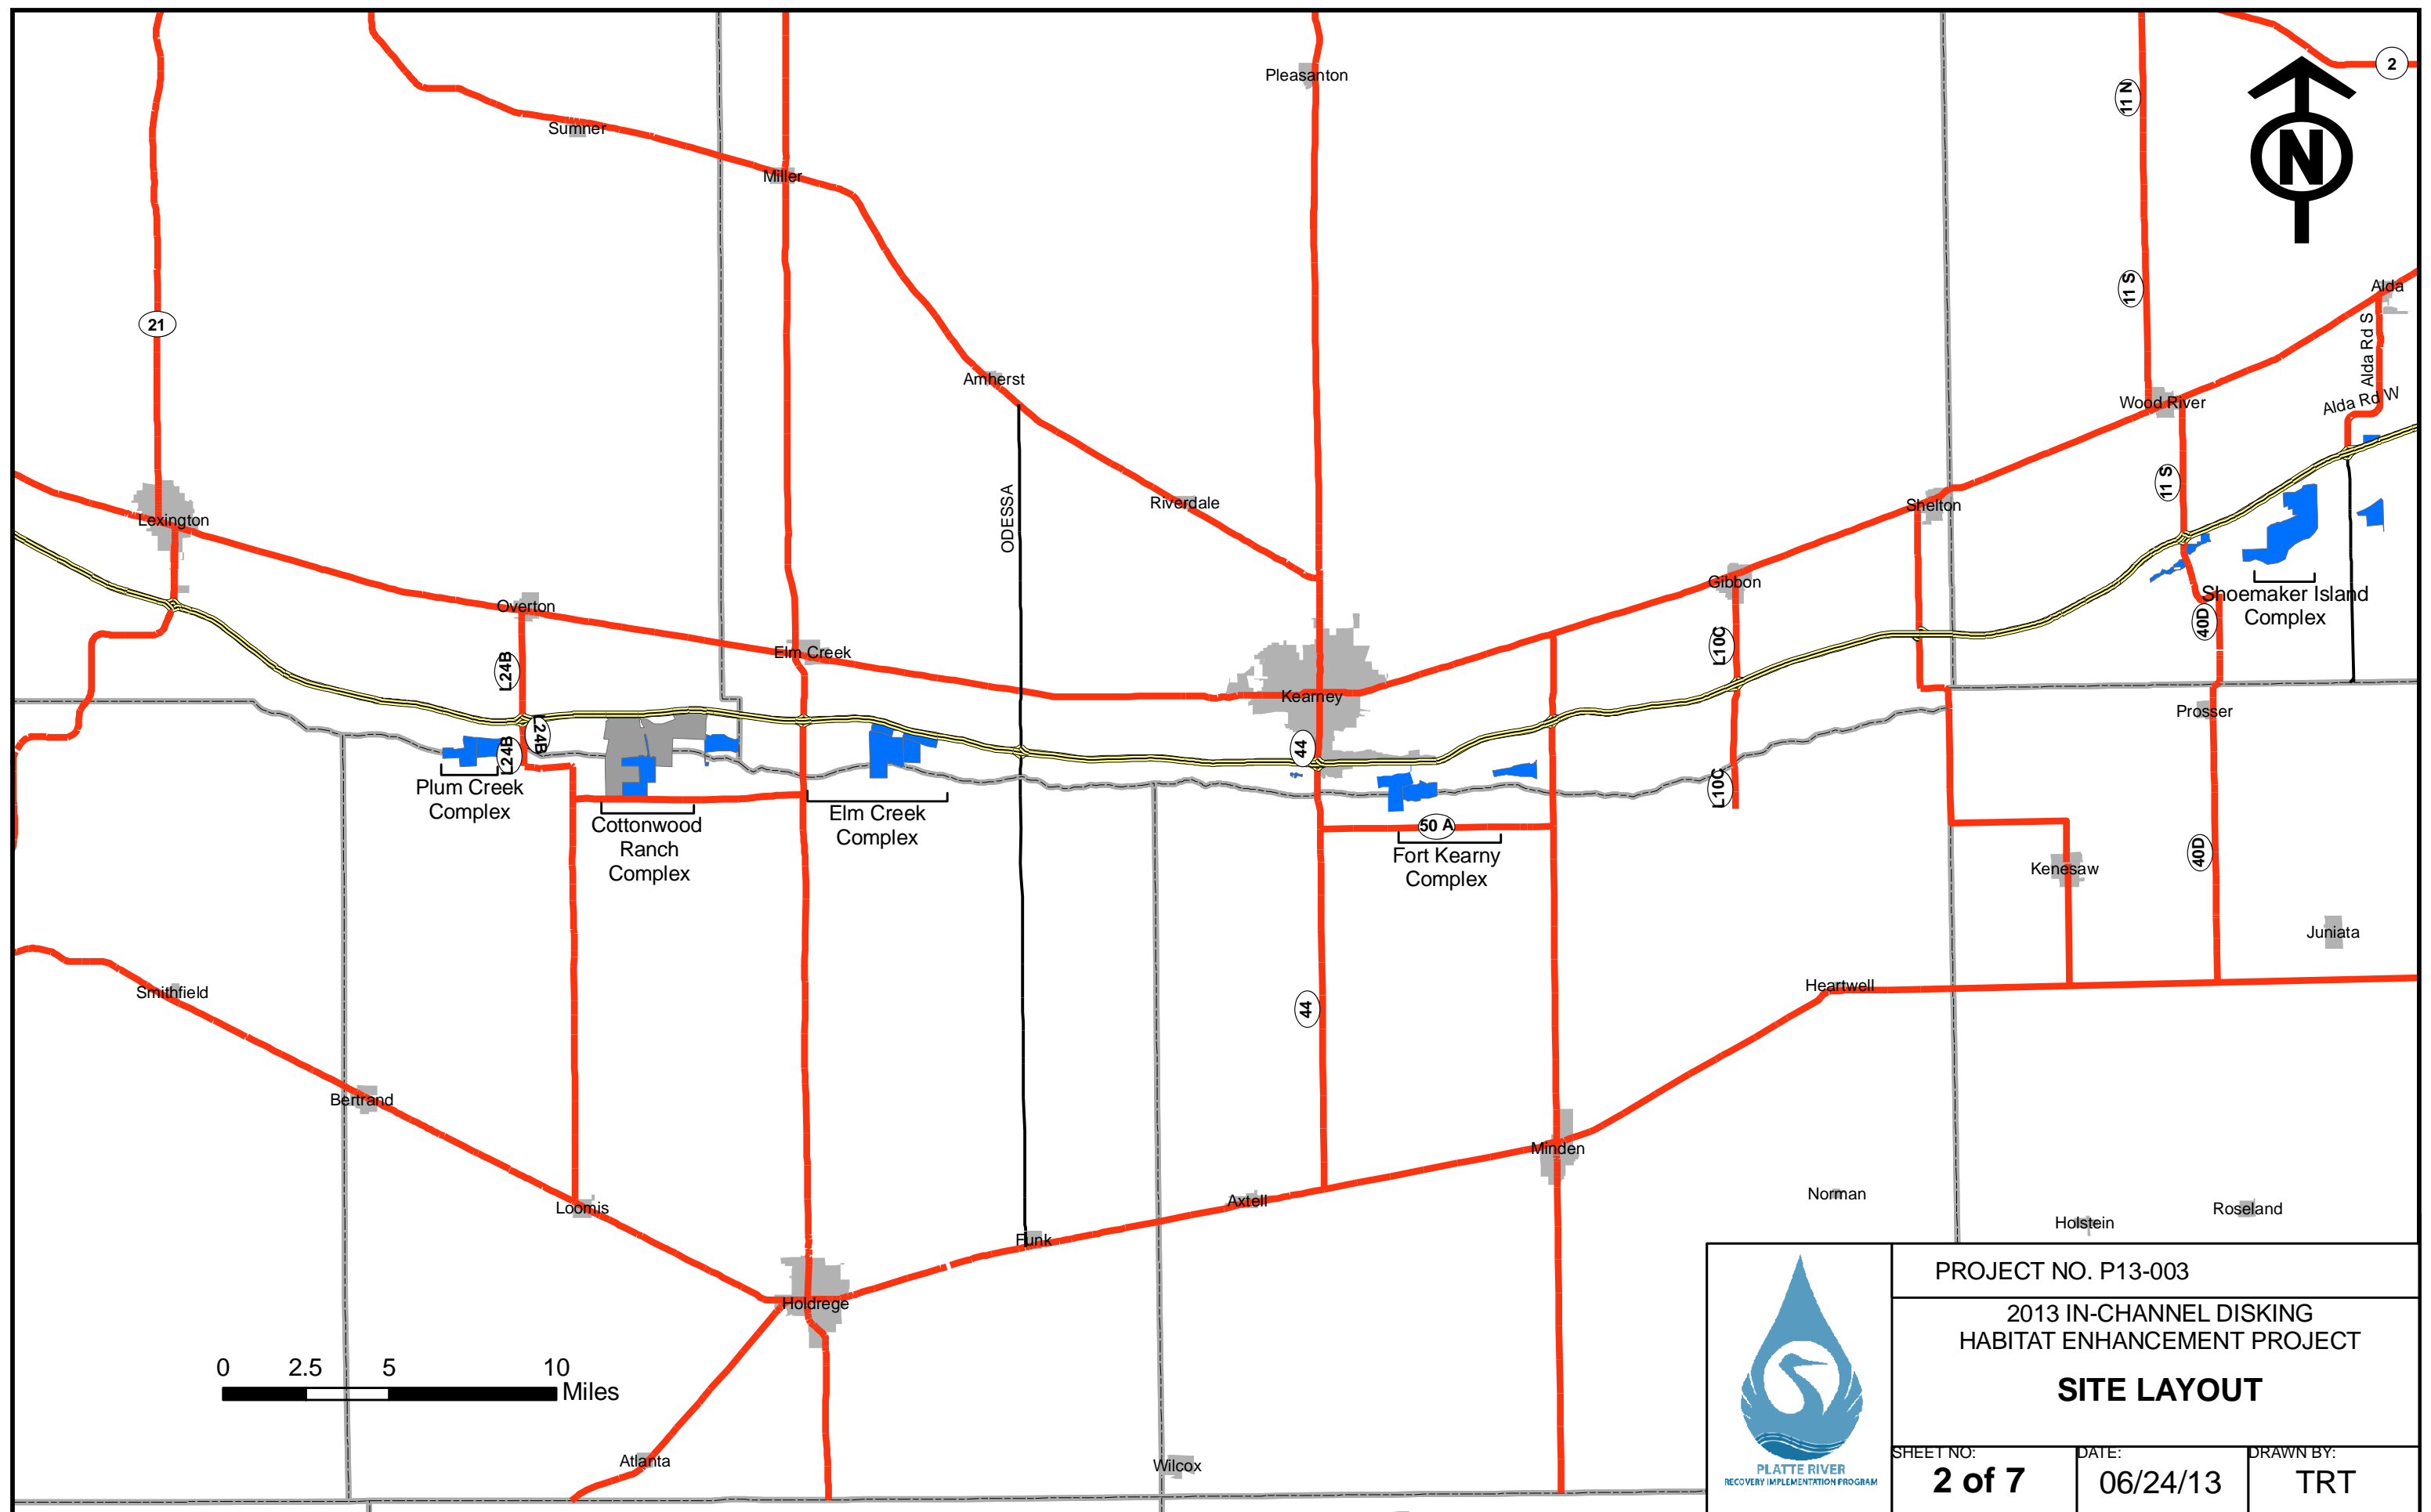 Pleasanton
2
11 N
Sumner
Miller
11 S
Alda
21
Alda Rd S
Amherst
Alda Rd W
Wood River
11 S
ODESSA
Riverdale
Shelton
Lexington
Gibbon
Shoemaker Island
Complex
Overton
40D
Elm Creek
L10C
L24B
Kearney
Prosser
L24B
L24B
44
Plum Creek
Complex
L10C
Cottonwood
Ranch
Complex
Elm Creek
Complex
50 A
Fort Kearny
Complex
40D
Kenesaw
Juniata
Smithfield
Heartwell
44
Bertrand
Minden
Loomis
Axtell
Norman
Holstein
Roseland
Funk
Holdrege
0 2.5 5 10
Miles
Atlanta
Wilcox
PROJECT NO. P13-003
2013 IN-CHANNEL DISKING
HABITAT ENHANCEMENT PROJECT
SITE LAYOUT
PLATTE RIVER
RECOVERY IMPLEMENTATION PROGRAM
SHEET NO:
2 of 7
DATE:
06/24/13
DRAWN BY:
TRT
N